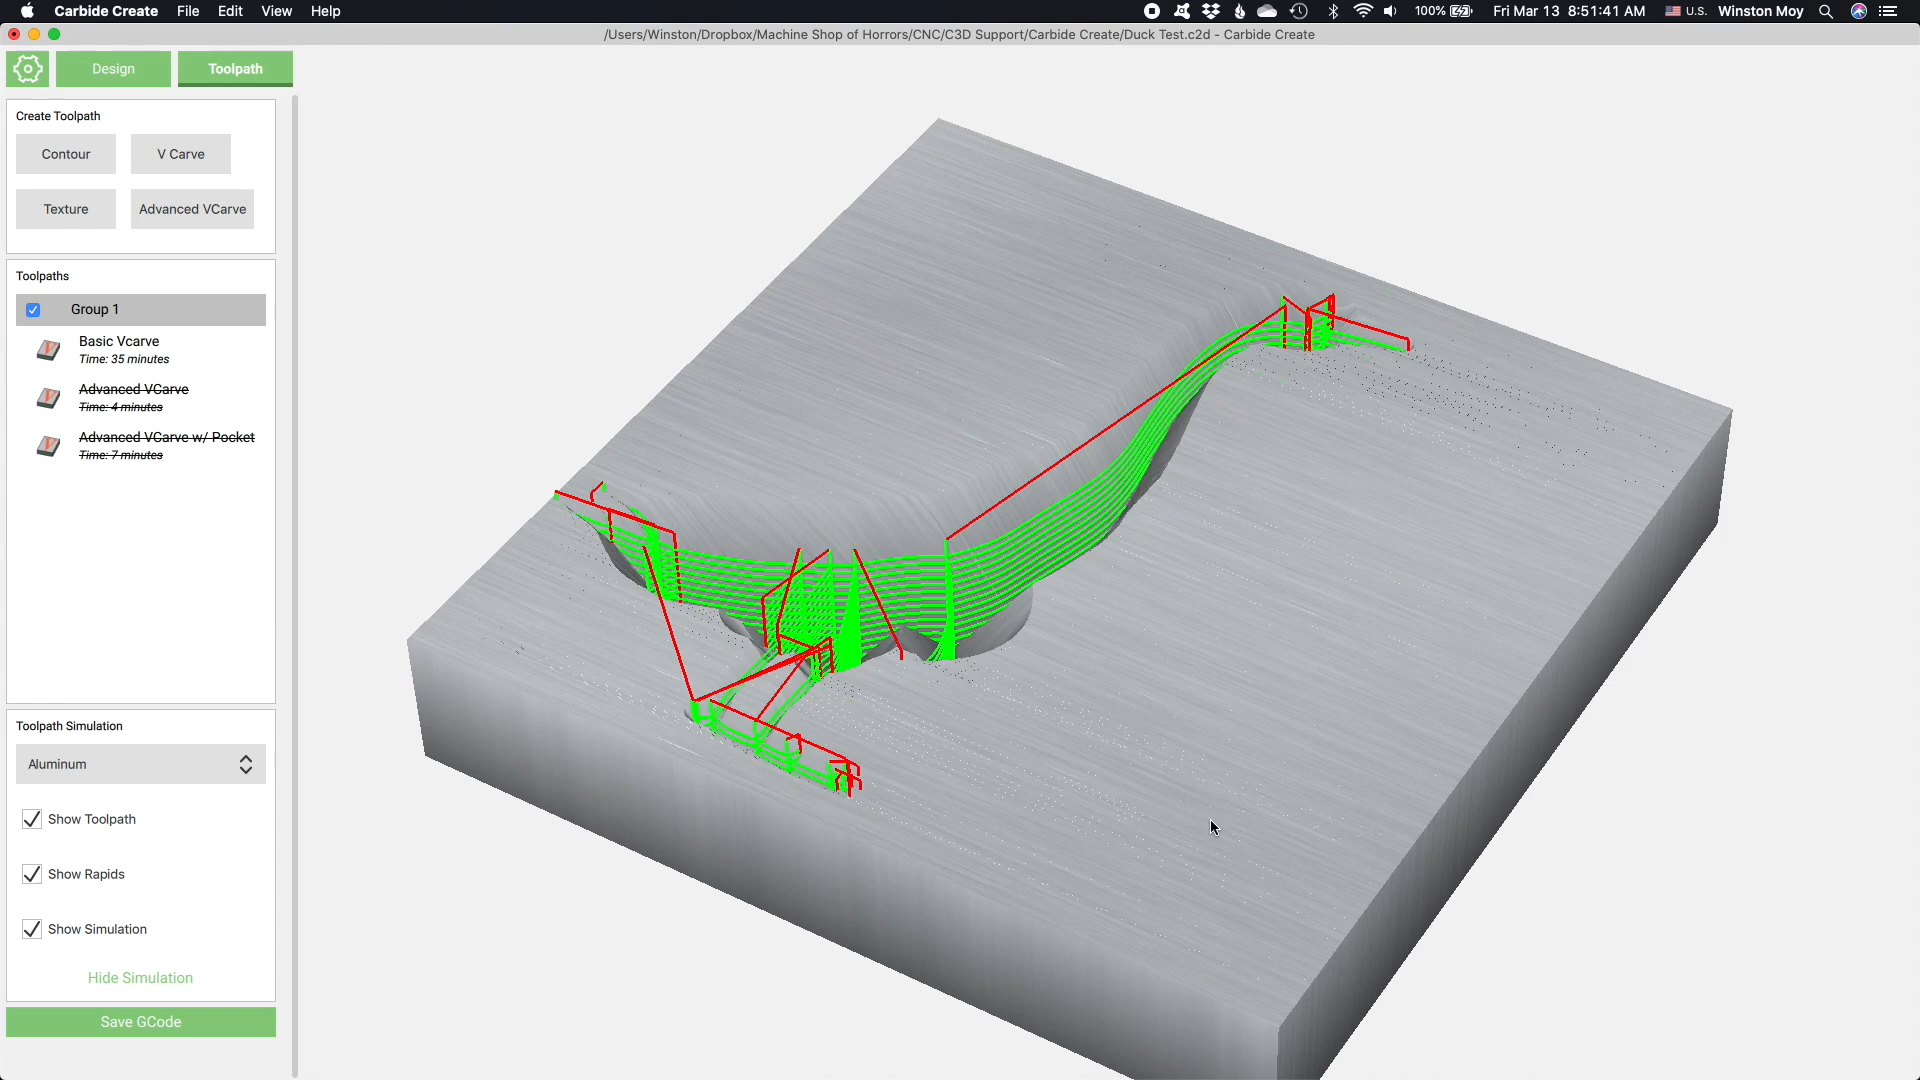 Carbide Create File Edit View Help 100% Fri Mar 13 8:51:41 AM U.S. Winston Moy
/Users/Winston/Dropbox/Machine Shop of Horrors/CNC/C3D Support/Carbide Create/Duck Test.c2d - Carbide Create
Design Toolpath
Create Toolpath
Contour V Carve
Texture Advanced VCarve
Toolpaths
Group 1
Basic Vcarve
Time: 35 minutes
Advanced VCarve
Time: 4 minutes
Advanced VCarve w/ Pocket
Time: 7 minutes
Toolpath Simulation
Aluminum
Show Toolpath
Show Rapids
Show Simulation
Hide Simulation
Save GCode